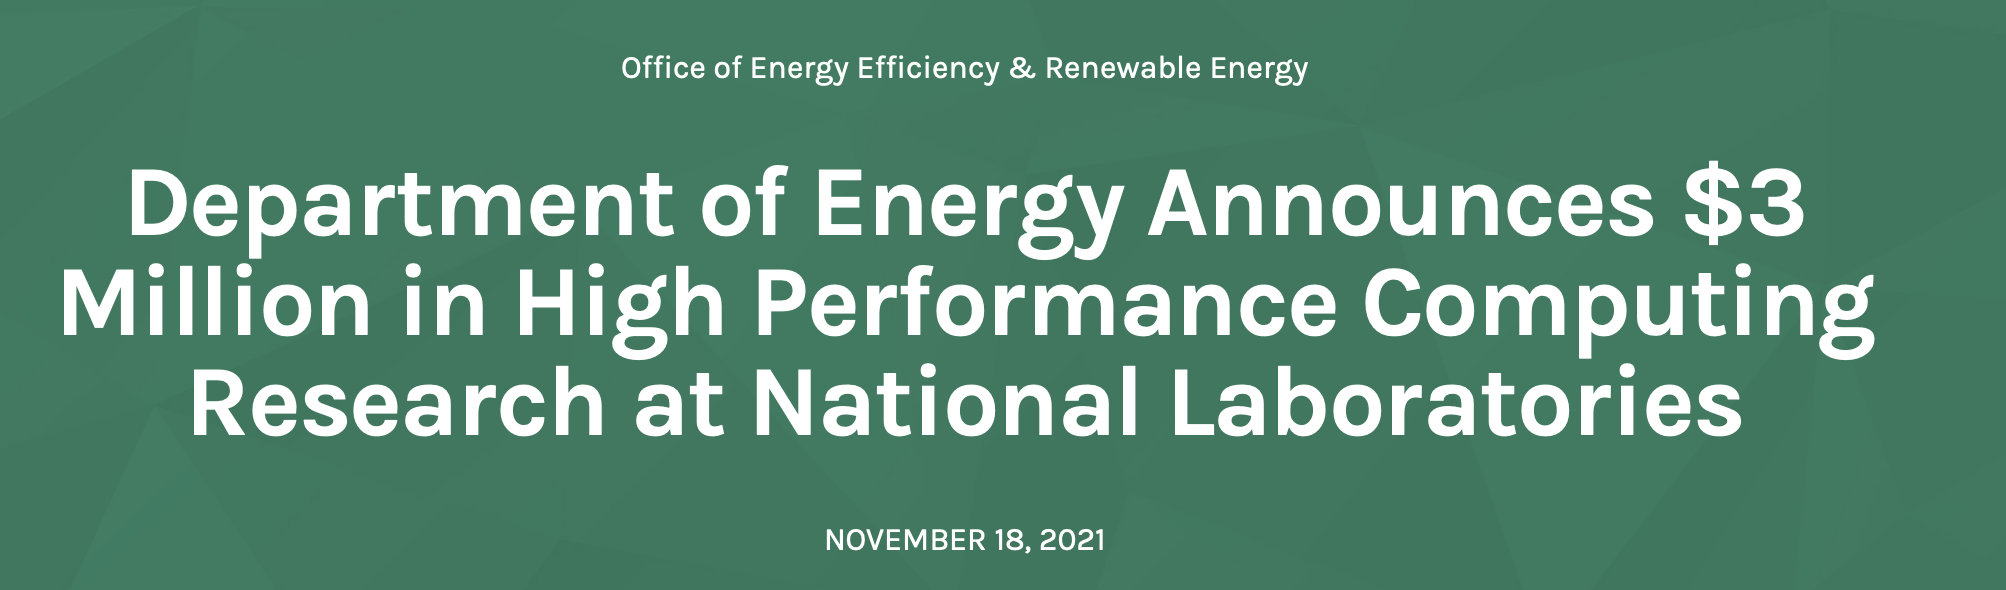 Office of Energy Efficiency & Renewable Energy
Department of Energy Announces $3
Million in High Performance Computing
Research at National Laboratories
NOVEMBER 18, 2021